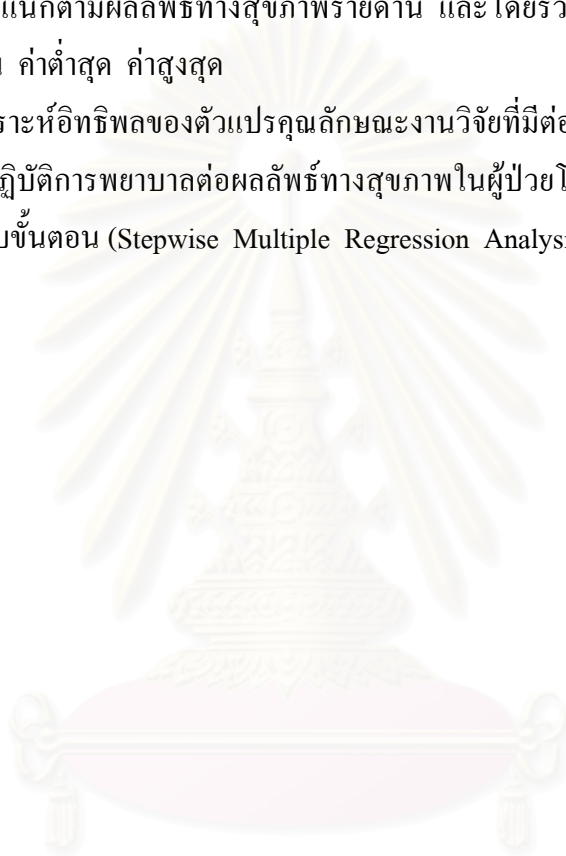 แนกตามผลลัพธ์ทางสุขภาพรายด้าน และโดยรว
ค่าต่ำสุด ค่าสูงสุด
ราะห์อิทธิพลของตัวแปรคุณลักษณะงานวิจัยที่มีต่อ
ฏิบัติการพยาบาลต่อผลลัพธ์ทางสุขภาพในผู้ป่วยโ
บขั้นตอน (Stepwise Multiple Regression Analys